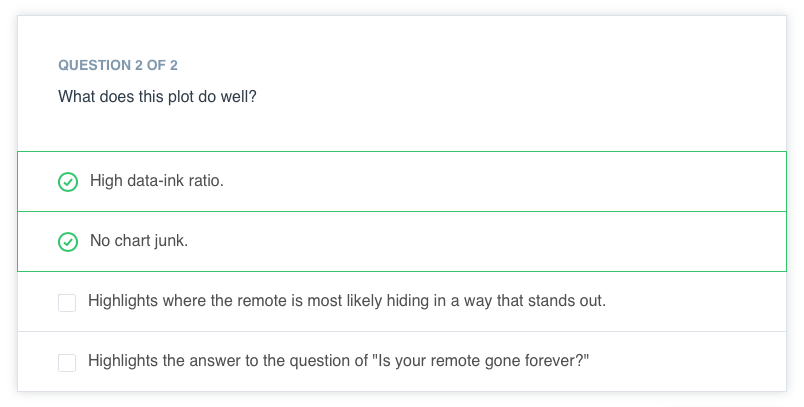 QUESTION 2 OF 2
What does this plot do well?
High data-ink ratio.
No chart junk.
Highlights where the remote is most likely hiding in a way that stands out.
Highlights the answer to the question of "Is your remote gone forever?"